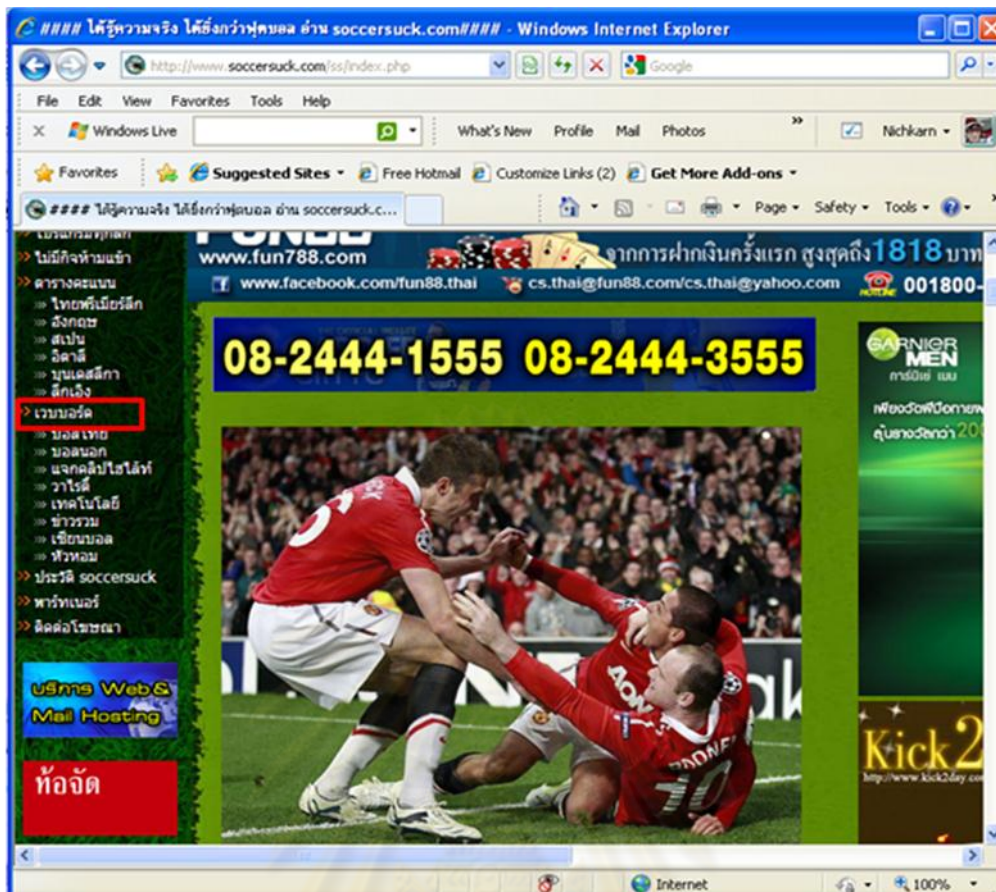 #### ได้รู้ความจริง ได้ยิ่งกว่าฟุตบอล อ่าน soccersuck.com#### - Windows Internet Explorer
http://www.soccersuck.com/ss/index.php
Google
File Edit View Favorites Tools Help
Windows Live
What's New Profile Mail Photos
Nichkarn
Favorites
Suggested Sites
Free Hotmail
Customize Links (2)
Get More Add-ons
#### ได้รู้ความจริง ได้ยิ่งกว่าฟุตบอล อ่าน soccersuck.c...
Page Safety Tools
ไม่มีกิจห้ามแข้า
ตารางคะแนน
ไทยพรีเมียร์ลีก
อังกฤษ
สเปน
อิตาลี
บุนเดสลีกา
ลีกเอิง
เวบบอร์ด
บอลไทย
บอลนอก
แจกคลิปไฮไล้ท์
วาไรตี้
เทคโนโลยี
ข่าวรวม
เซียนบอล
หัวหอม
ประวัติ soccersuck
พาร์ทเนอร์
ติดต่อโฆษณา
บริการ Web &
Mail Hosting
ท้อจัด
www.fun788.com
จากการฝากเงินครั้งแรก สูงสุดถึง 1818 บาท
www.facebook.com/fun88.thai
cs.thai@fun88.com/cs.thai@yahoo.com
HOTLINE 001800-
08-2444-1555 08-2444-3555
AON
ROONEY
10
GARNIER
MEN
การ์นิเย่ เมน
Kick2
http://www.kick2day.co
Internet
100%